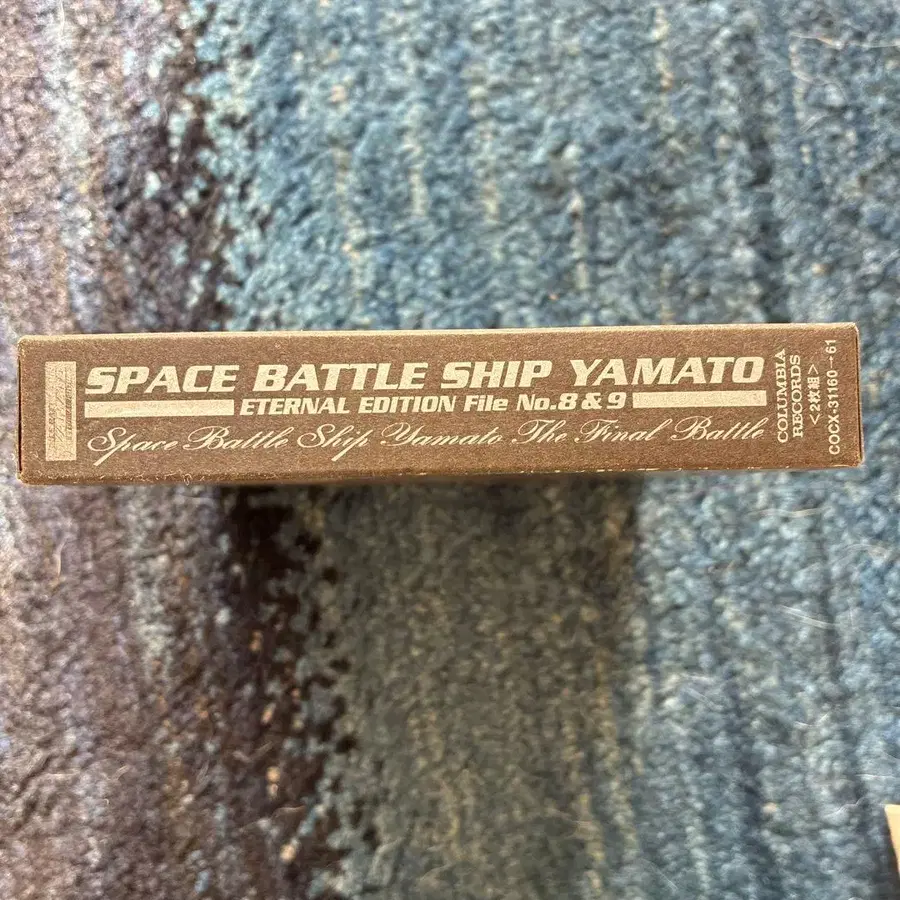 SPACE BATTLE SHIP YAMATO
ETERNAL EDITION File No.8 & 9
Space Battle Ship Yamato The Final Battle
COLUMBIA
RECORDS
<2枚組>
COCX-31160─61